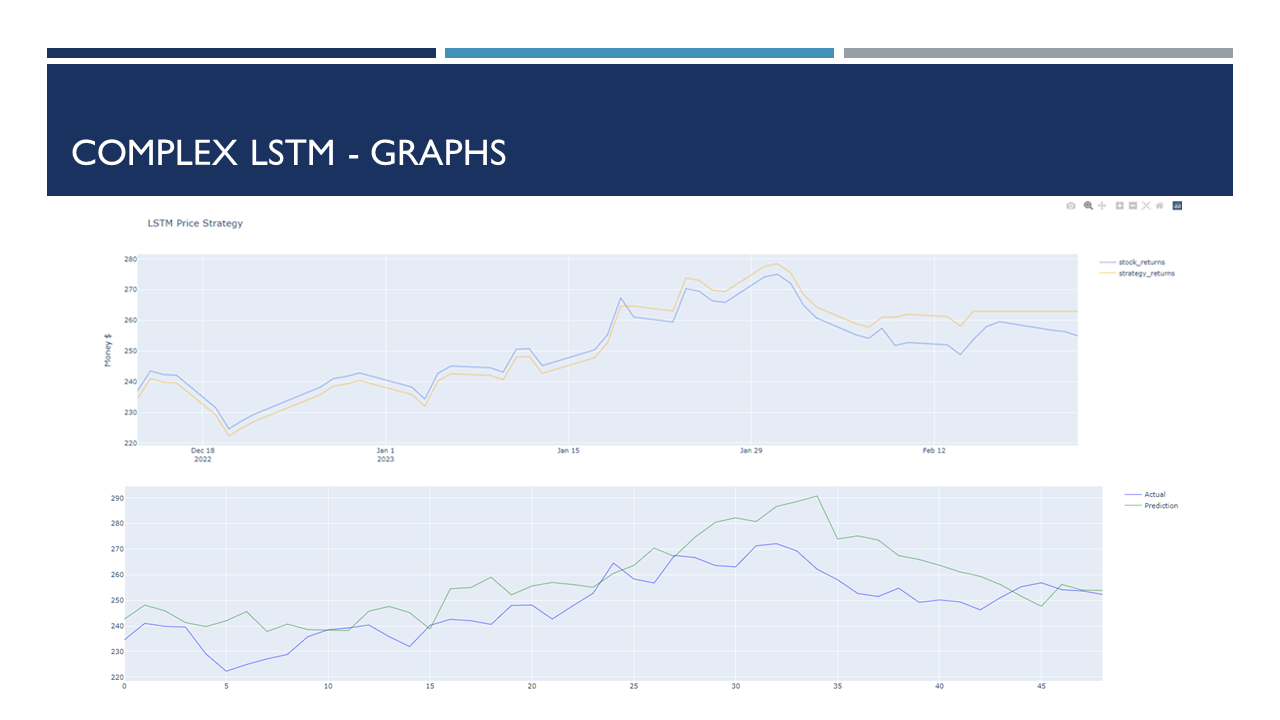 COMPLEX LSTM - GRAPHS
LSTM Price Strategy
280
270
260
250
240
230
220
Money $
Dec 18
2022
Jan 1
2023
Jan 15
Jan 29
Feb 12
stock_returns
strategy_returns
290
280
270
260
250
240
230
220
0
5
10
15
20
25
30
35
40
45
Actual
Prediction